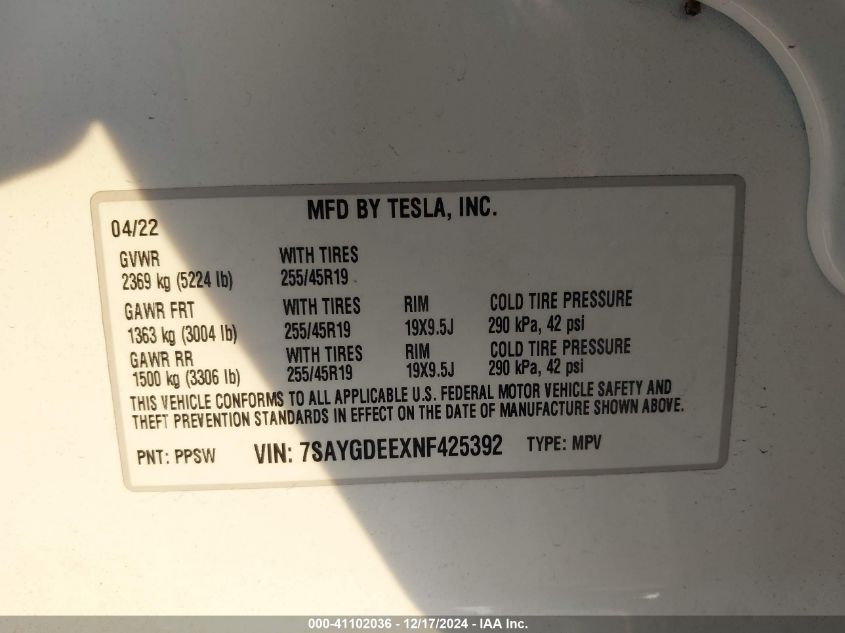 MFD BY TESLA, INC.
04/22
GVWR WITH TIRES
2369 kg (5224 lb) 255/45R19
GAWR FRT WITH TIRES RIM COLD TIRE PRESSURE
1363 kg (3004 lb) 255/45R19 19X9.5J 290 kPa, 42 psi
GAWR RR WITH TIRES RIM COLD TIRE PRESSURE
1500 kg (3306 lb) 255/45R19 19X9.5J 290 kPa, 42 psi
THIS VEHICLE CONFORMS TO ALL APPLICABLE U.S. FEDERAL MOTOR VEHICLE SAFETY AND
THEFT PREVENTION STANDARDS IN EFFECT ON THE DATE OF MANUFACTURE SHOWN ABOVE.
PNT: PPSW VIN: 7SAYGDEEXNF425392 TYPE: MPV
000-41102036 - 12/17/2024 - IAA Inc.